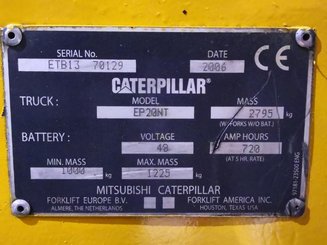 SERIAL No. DATE
ETB13 70129 2006 CE
CATERPILLAR
TRUCK: MODEL MASS
EP20NT 2795 kg
(W/FORKS W/O BAT.)
BATTERY: VOLTAGE AMP HOURS
48 720
(AT 5 HR. RATE)
MIN. MASS MAX. MASS
1000 kg 1225 kg
MITSUBISHI CATERPILLAR
FORKLIFT EUROPE B.V. FORKLIFT AMERICA INC.
ALMERE, THE NETHERLANDS HOUSTON, TEXAS USA